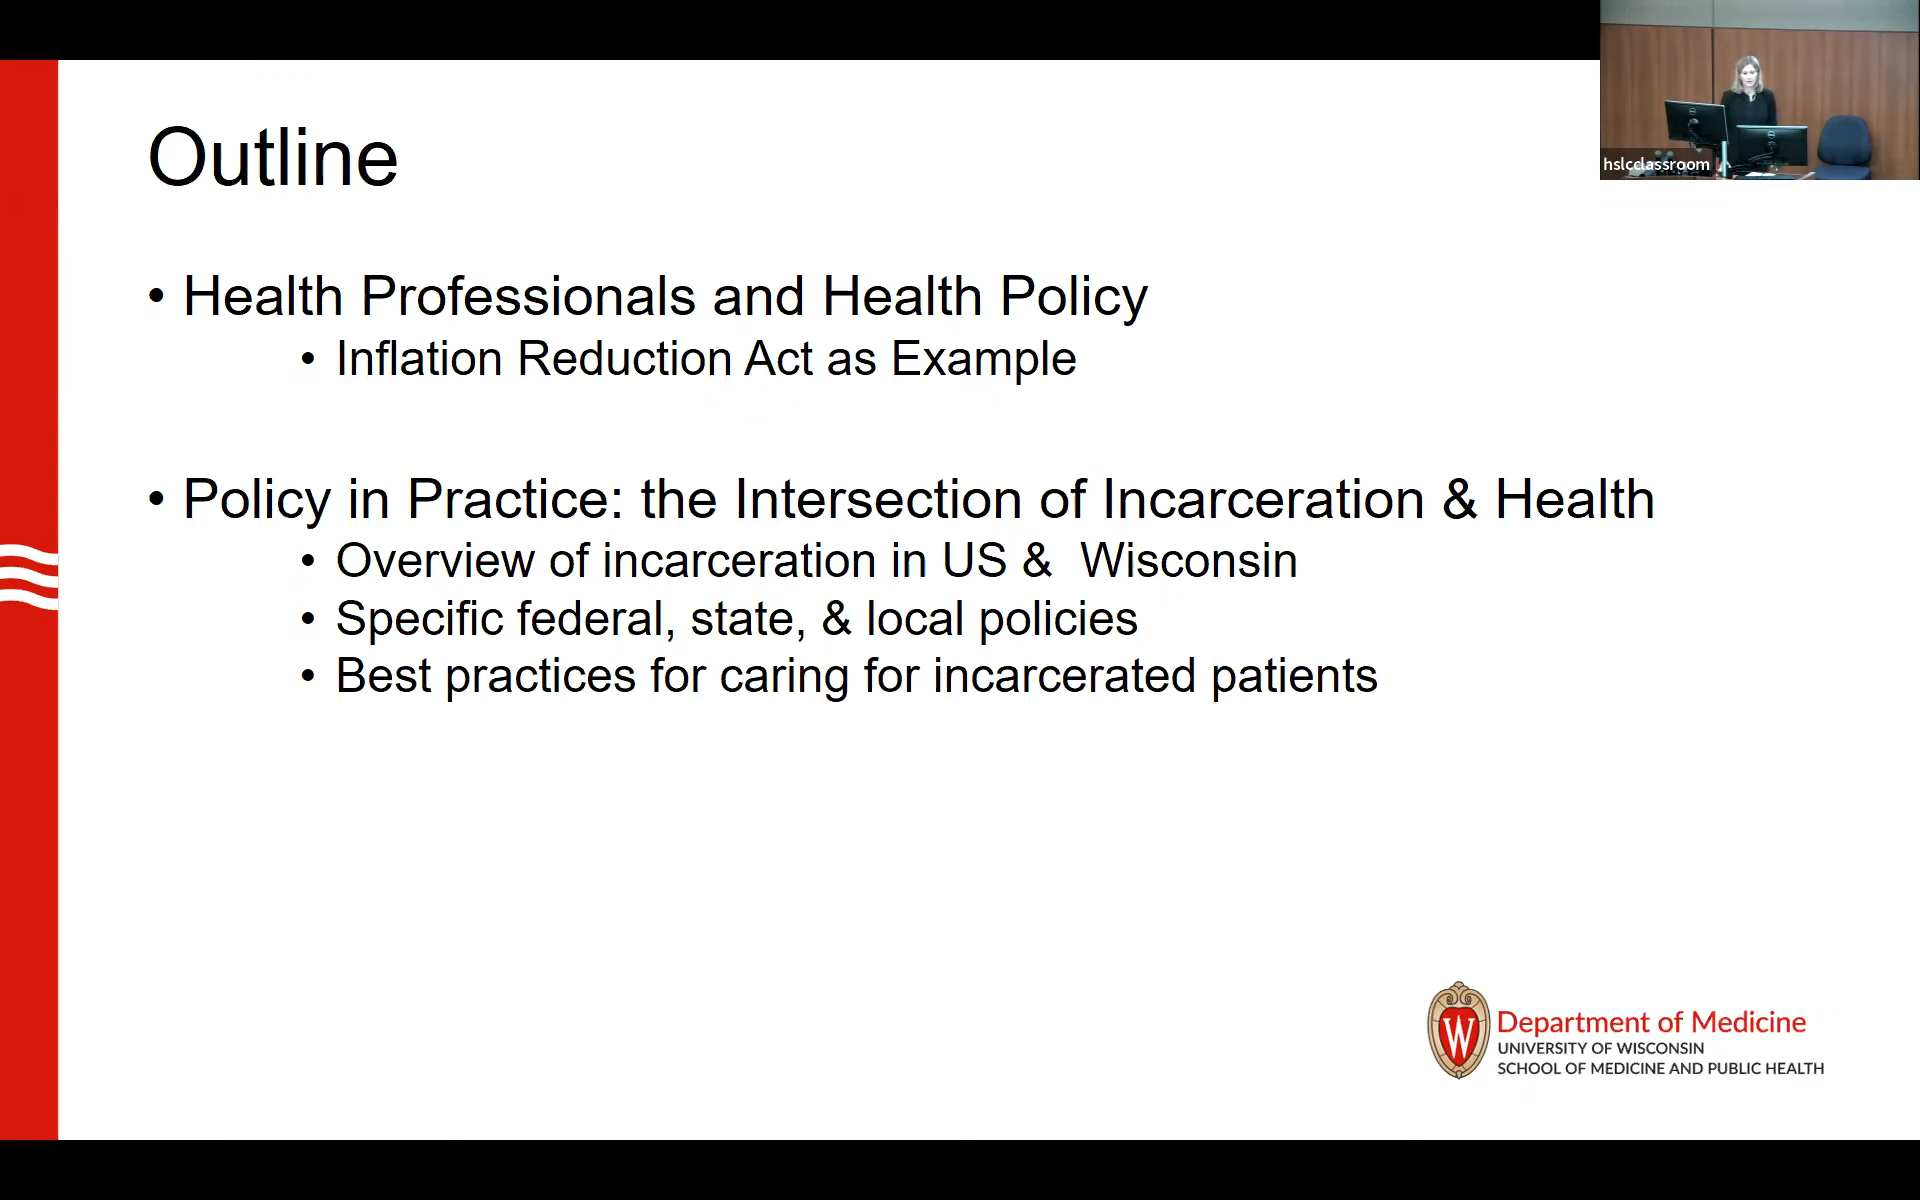 hslcclassroom
Outline
• Health Professionals and Health Policy
• Inflation Reduction Act as Example
• Policy in Practice: the Intersection of Incarceration & Health
• Overview of incarceration in US &  Wisconsin
• Specific federal, state, & local policies
• Best practices for caring for incarcerated patients
W
Department of Medicine
UNIVERSITY OF WISCONSIN
SCHOOL OF MEDICINE AND PUBLIC HEALTH